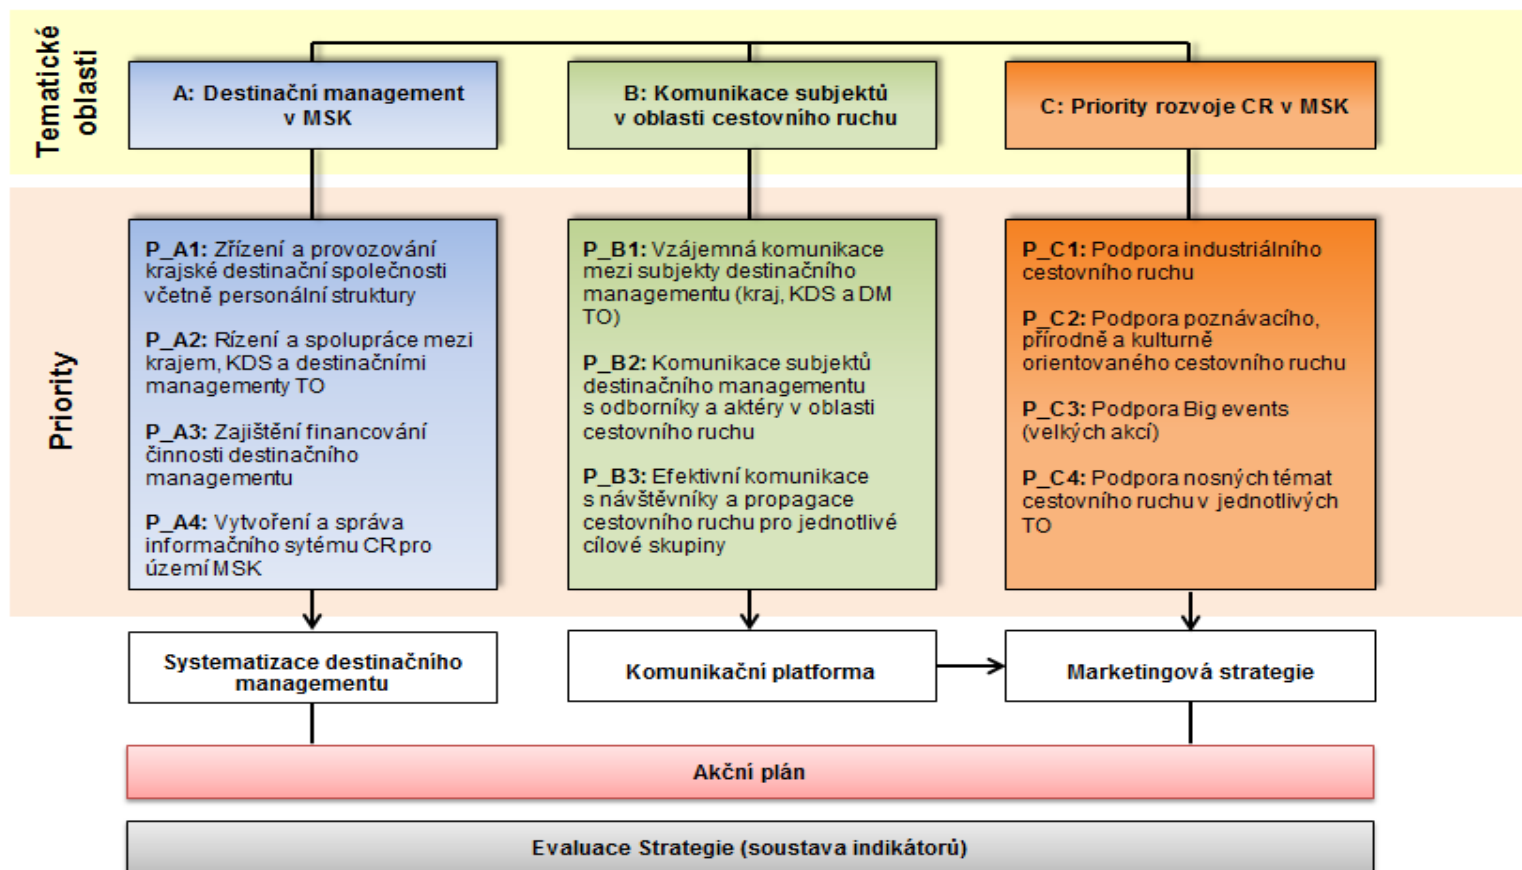 Tematické
oblasti
A: Destinační management
v MSK
B: Komunikace subjektů
v oblasti cestovního ruchu
C: Priority rozvoje CR v MSK
Priority
P_A1: Zřízení a provozování
krajské destinační společnosti
včetně personální struktury
P_A2: Rízení a spolupráce mezi
krajem, KDS a destinačními
managementy TO
P_A3: Zajištění financování
činnosti destinačního
managementu
P_A4: Vytvoření a správa
informačního sytému CR pro
území MSK
P_B1: Vzájemná komunikace
mezi subjekty destinačního
managementu (kraj, KDS a DM
TO)
P_B2: Komunikace subjektů
destinačního managementu
s odborníky a aktéry v oblasti
cestovního ruchu
P_B3: Efektivní komunikace
s návštěvníky a propagace
cestovního ruchu pro jednotlivé
cílové skupiny
P_C1: Podpora industriálního
cestovního ruchu
P_C2: Podpora poznávacího,
přírodně a kulturně
orientovaného cestovního ruchu
P_C3: Podpora Big events
(velkých akcí)
P_C4: Podpora nosných témat
cestovního ruchu v jednotlivých
TO
Systematizace destinačního
managementu
Komunikační platforma
Marketingová strategie
Akční plán
Evaluace Strategie (soustava indikátorů)